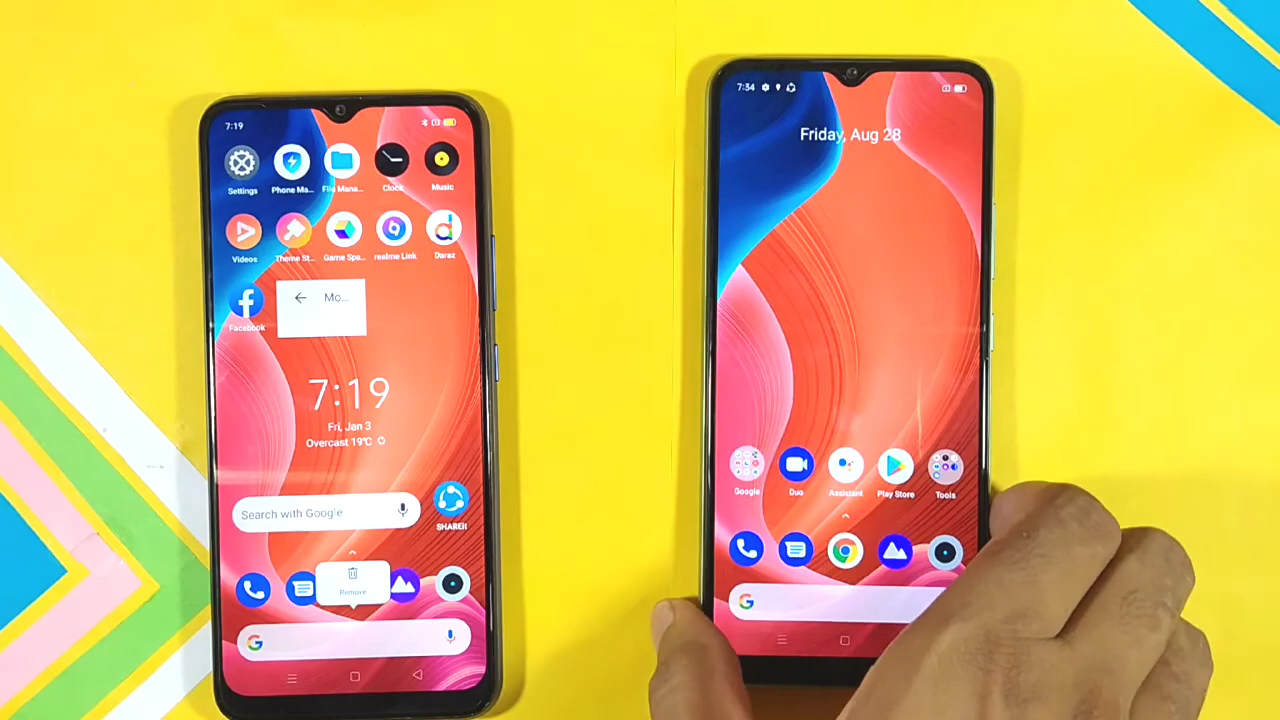 7:19
Settings
Phone Ma...
File Mana...
Clock
Music
Videos
Theme St...
Game Spa...
realme Link
Daraz
Facebook
Mo...
7:19
Fri, Jan 3
Overcast 19℃
Search with Google
SHAREit
Remove
7:34
Friday, Aug 28
Google
Duo
Assistant
Play Store
Tools